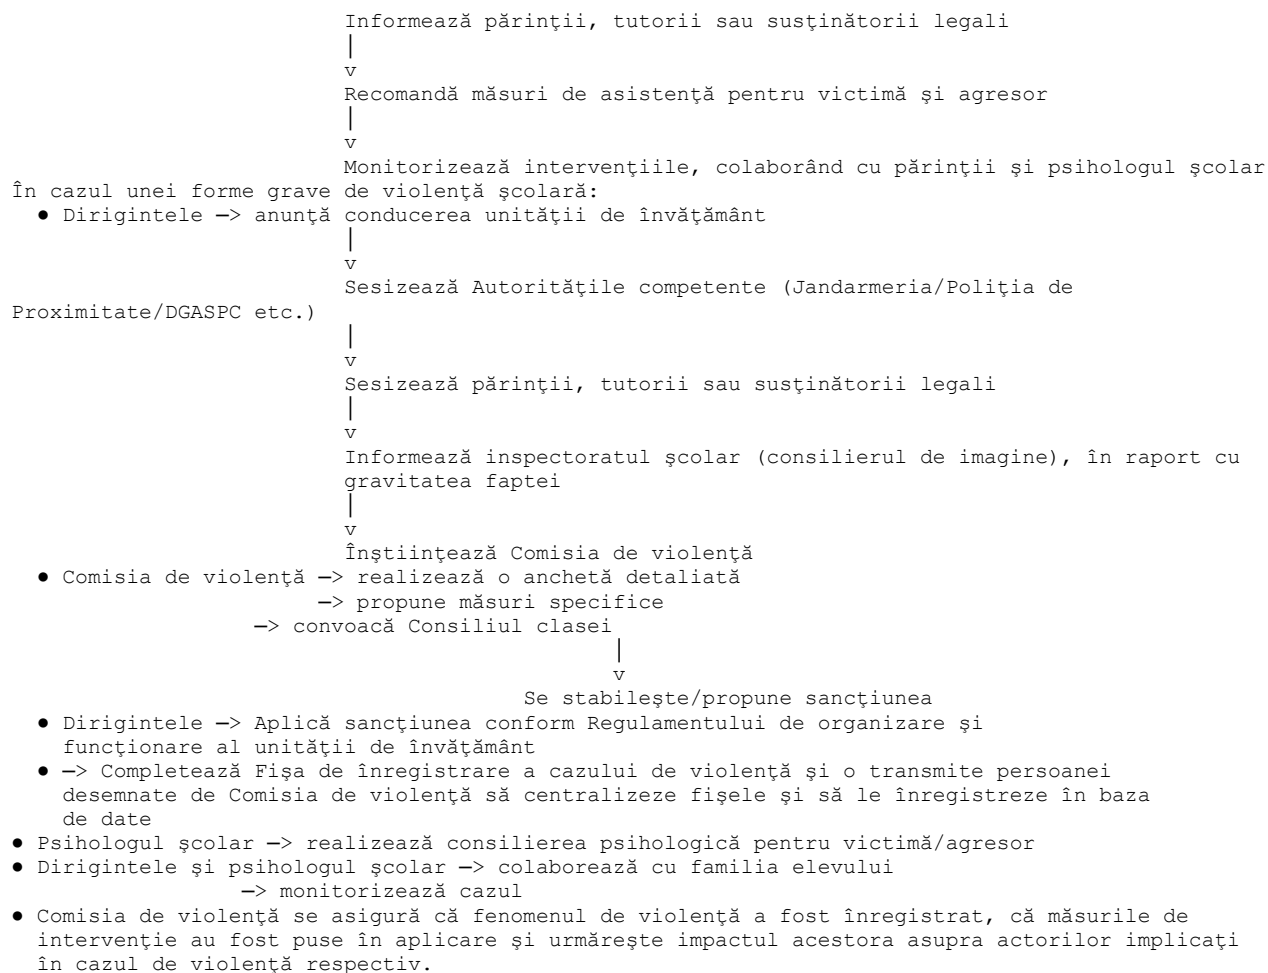 Informează părinţii, tutorii sau susţinătorii legali
|
v
Recomandă măsuri de asistenţă pentru victimă şi agresor
|
v
Monitorizează intervenţiile, colaborând cu părinţii şi psihologul şcolar
În cazul unei forme grave de violenţă şcolară:
● Dirigintele —> anunţă conducerea unităţii de învăţământ
|
v
Sesizează Autorităţile competente (Jandarmeria/Poliţia de
Proximitate/DGASPC etc.)
|
v
Sesizează părinţii, tutorii sau susţinătorii legali
|
v
Informează inspectoratul şcolar (consilierul de imagine), în raport cu
gravitatea faptei
|
v
Înştiinţează Comisia de violenţă
● Comisia de violenţă —> realizează o anchetă detaliată
—> propune măsuri specifice
—> convoacă Consiliul clasei
|
v
Se stabileşte/propune sancţiunea
● Dirigintele —> Aplică sancţiunea conform Regulamentului de organizare şi
funcţionare al unităţii de învăţământ
● —> Completează Fişa de înregistrare a cazului de violenţă şi o transmite persoanei
desemnate de Comisia de violenţă să centralizeze fişele şi să le înregistreze în baza
de date
● Psihologul şcolar —> realizează consilierea psihologică pentru victimă/agresor
● Dirigintele şi psihologul şcolar —> colaborează cu familia elevului
—> monitorizează cazul
● Comisia de violenţă se asigură că fenomenul de violenţă a fost înregistrat, că măsurile de
intervenţie au fost puse în aplicare şi urmăreşte impactul acestora asupra actorilor implicaţi
în cazul de violenţă respectiv.